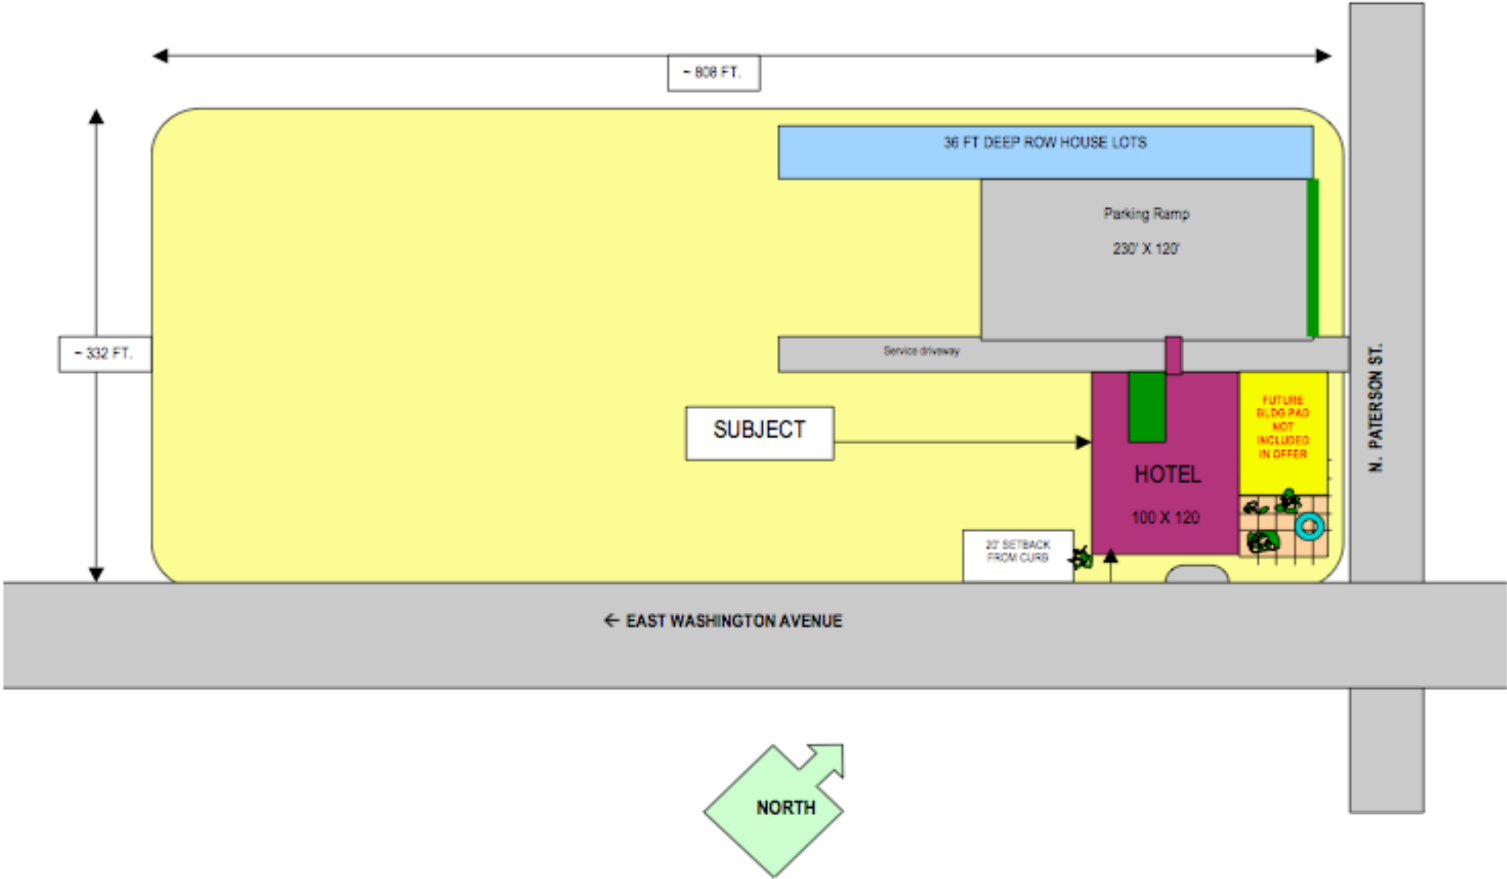 ~ 808 FT.
36 FT DEEP ROW HOUSE LOTS
Parking Ramp
230' X 120'
~ 332 FT.
Service driveway
N. PATERSON ST.
SUBJECT
FUTURE
BLDG PAD
NOT
INCLUDED
IN OFFER
HOTEL
100 X 120
20' SETBACK
FROM CURB
← EAST WASHINGTON AVENUE
NORTH